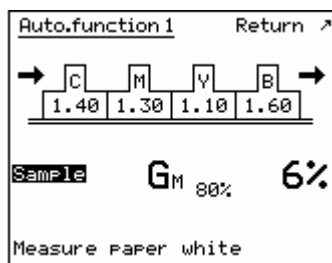 Auto.function 1 Return ↗
C M Y B
1.40 1.30 1.10 1.60
Sample GM 80% 6%
Measure paper white